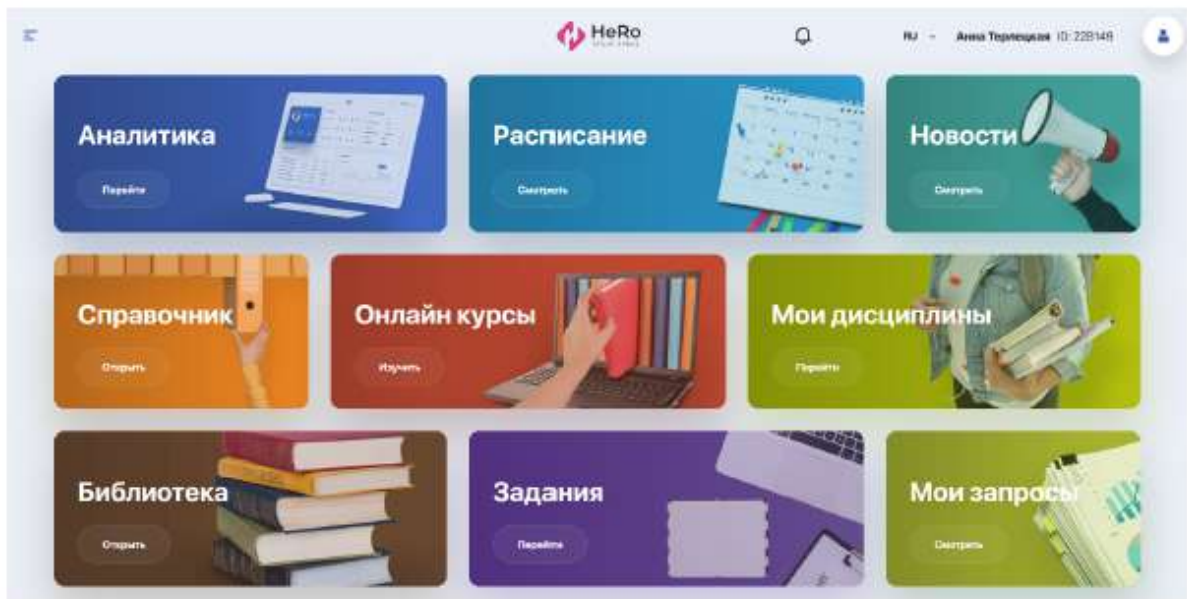 HeRo
RU Анна Терлецкая ID: 228148
Аналитика
Перейти
Расписание
Смотреть
Новости
Смотреть
Справочник
Открыть
Онлайн курсы
Изучить
Мои дисциплины
Перейти
Библиотека
Открыть
Задания
Перейти
Мои запросы
Смотреть